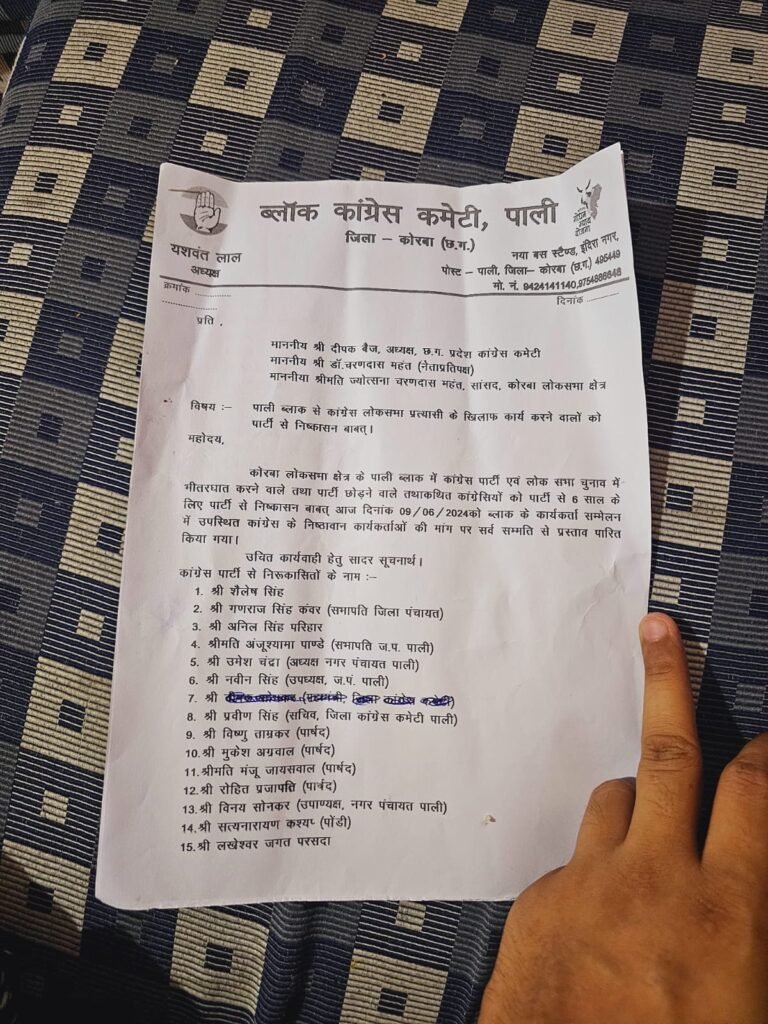 ब्लॉक कांग्रेस कमेटी, पाली
जिला – कोरबा (छ.ग.)
यशवंत लाल
अध्यक्ष
नया बस स्टैण्ड, इंदिरा नगर,
पोस्ट – पाली, जिला– कोरबा (छ.ग.) 495449
मो. नं. 9424141140,9754886648
क्रमांक ............
दिनांक ............
प्रति ,
माननीय श्री दीपक बैज, अध्यक्ष, छ.ग. प्रदेश कांग्रेस कमेटी
माननीय श्री डॉ.चरणदास महंत (नेताप्रतिपक्ष)
माननीया श्रीमति ज्योत्सना चरणदास महंत, सांसद, कोरबा लोकसभा क्षेत्र
विषय :– पाली ब्लाक से कांग्रेस लोकसभा प्रत्यासी के खिलाफ कार्य करने वालों को
पार्टी से निष्कासन बाबत्।
महोदय,
कोरबा लोकसभा क्षेत्र के पाली ब्लाक में कांग्रेस पार्टी एवं लोक सभा चुनाव में
भीतरघात करने वाले तथा पार्टी छोड़ने वाले तथाकथित कांग्रेसियों को पार्टी से 6 साल के
लिए पार्टी से निष्कासन बाबत् आज दिनांक 09/06/2024को ब्लाक के कार्यकर्ता सम्मेलन
में उपस्थित कांग्रेस के निष्ठावान कार्यकर्ताओं की मांग पर सर्व सम्मति से प्रस्ताव पारित
किया गया।
उचित कार्यवाही हेतु सादर सूचनार्थ।
कांग्रेस पार्टी से निरूकासितों के नाम :–
1. श्री शैलेष सिंह
2. श्री गणराज सिंह कंवर (सभापति जिला पंचायत)
3. श्री अनिल सिंह परिहार
4. श्रीमति अंजूश्यामा पाण्डे (सभापति ज.प. पाली)
5. श्री उमेश चंद्रा (अध्यक्ष नगर पंचायत पाली)
6. श्री नवीन सिंह (उपध्यक्ष, ज.पं. पाली)
7. श्री
8. श्री प्रवीण सिंह (सचिव, जिला कांग्रेस कमेटी पाली)
9. श्री विष्णु ताम्रकर (पार्षद)
10. श्री मुकेश अग्रवाल (पार्षद)
11. श्रीमति मंजू जायसवाल (पार्षद)
12. श्री रोहित प्रजापति (पार्षद)
13. श्री विनय सोनकर (उपाण्यक्ष, नगर पंचायत पाली)
14. श्री सत्यनारायण कश्यप (पोंडी)
15. श्री लखेश्वर जगत परसदा